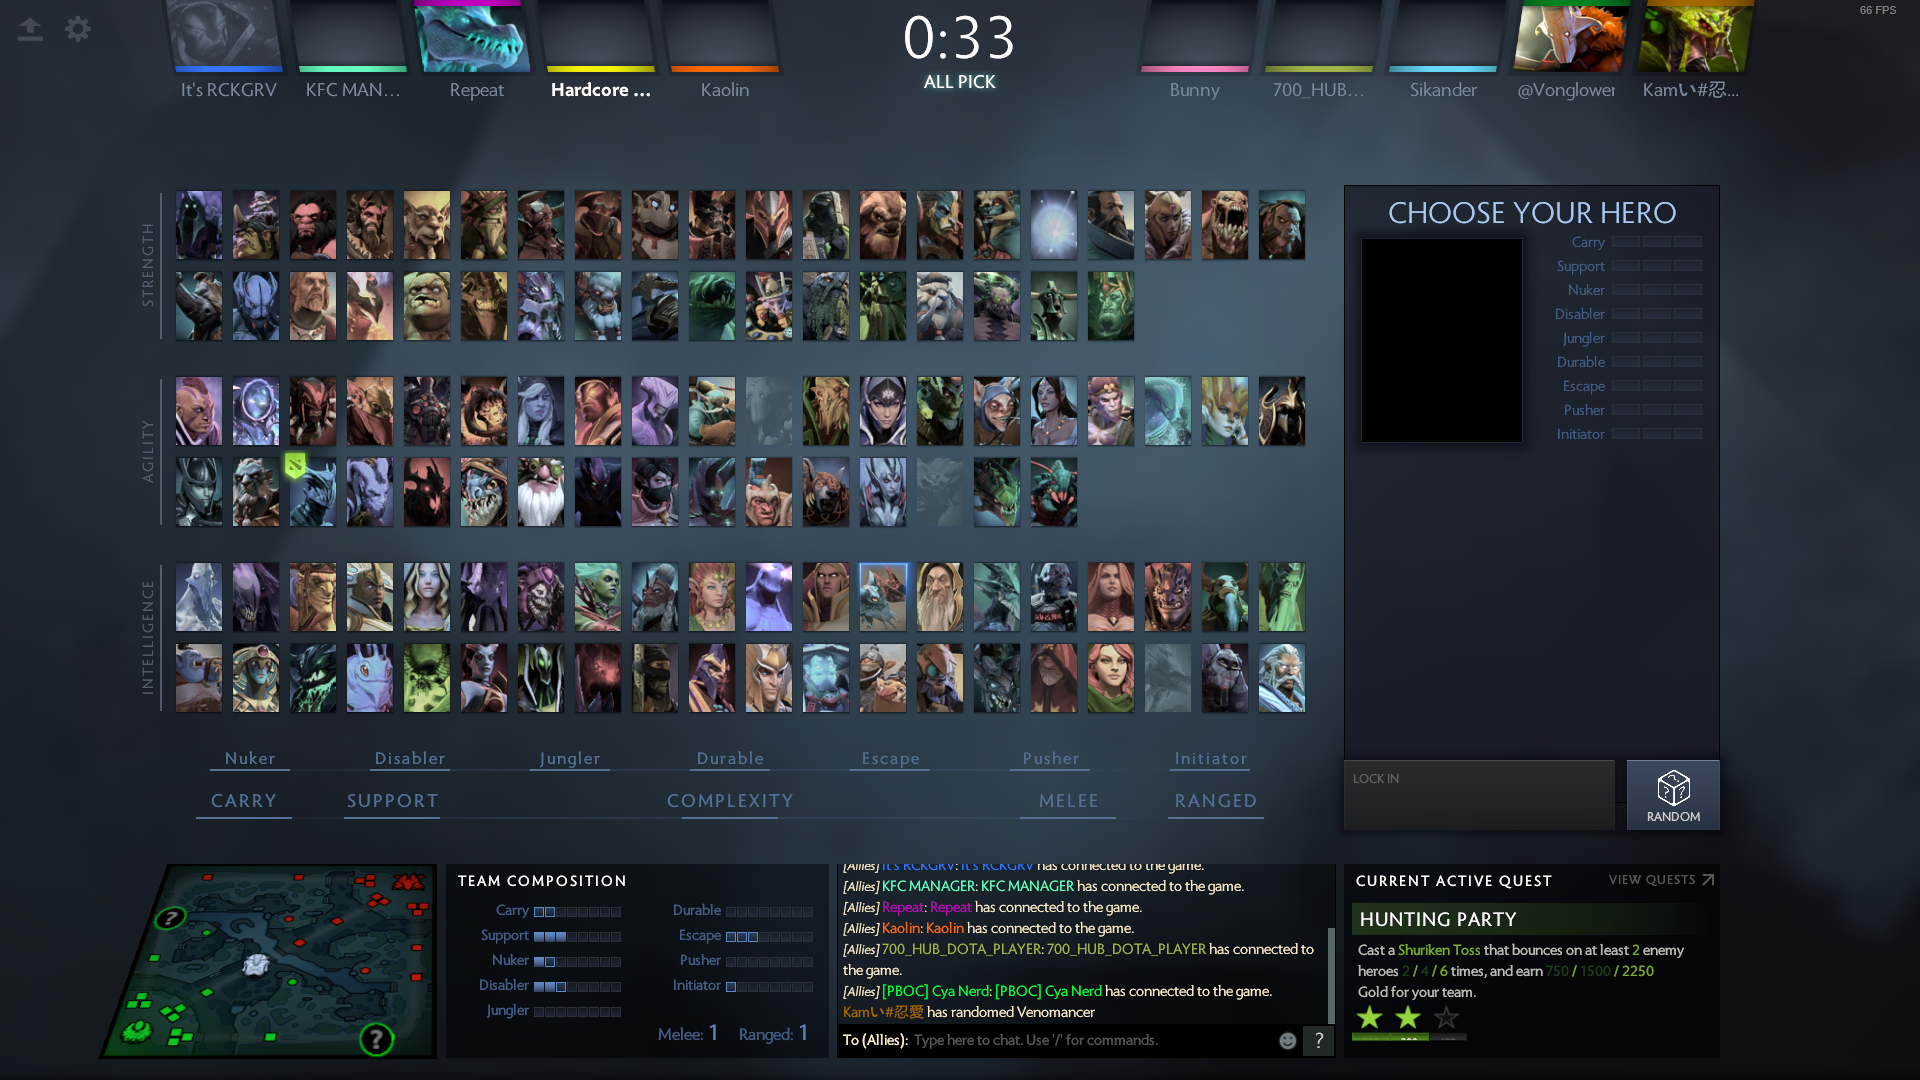 66 FPS
0:33
ALL PICK
It's RCKGRV
KFC MAN...
Repeat
Hardcore ...
Kaolin
Bunny
700_HUB...
Sikander
@Vonglower
Kamい#忍...
STRENGTH
AGILITY
INTELLIGENCE
CHOOSE YOUR HERO
Carry
Support
Nuker
Disabler
Jungler
Durable
Escape
Pusher
Initiator
Nuker
Disabler
Jungler
Durable
Escape
Pusher
Initiator
CARRY
SUPPORT
COMPLEXITY
MELEE
RANGED
LOCK IN
RANDOM
?
?
TEAM COMPOSITION
Carry
Support
Nuker
Disabler
Jungler
Durable
Escape
Pusher
Initiator
Melee: 1
Ranged: 1
[Allies] It's RCKGRV: It's RCKGRV has connected to the game.
[Allies] KFC MANAGER: KFC MANAGER has connected to the game.
[Allies] Repeat: Repeat has connected to the game.
[Allies] Kaolin: Kaolin has connected to the game.
[Allies] 700_HUB_DOTA_PLAYER: 700_HUB_DOTA_PLAYER has connected to
the game.
[Allies] [PBOC] Cya Nerd: [PBOC] Cya Nerd has connected to the game.
Kamい#忍愛 has randomed Venomancer
To (Allies): Type here to chat. Use '/' for commands.
?
CURRENT ACTIVE QUEST
VIEW QUESTS
HUNTING PARTY
Cast a Shuriken Toss that bounces on at least 2 enemy
heroes 2 / 4 / 6 times, and earn 750 / 1500 / 2250
Gold for your team.